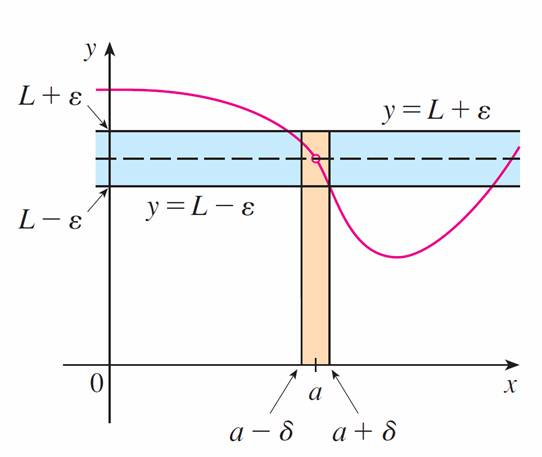 y
L + ε
y = L + ε
y = L − ε
L − ε
0
a
x
a − δ
a + δ